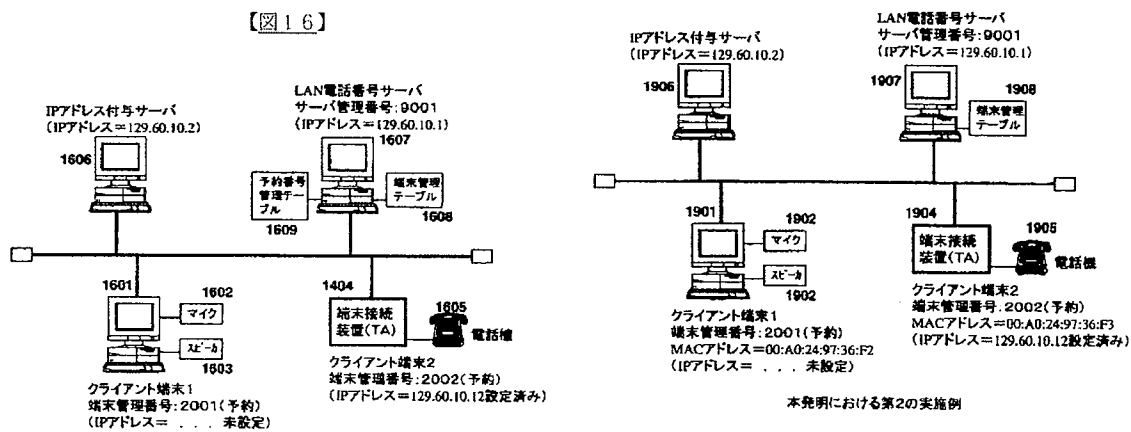 【図１６】
IPアドレス付与サーバ
(IPアドレス＝129.60.10.2)
1606
LAN電話番号サーバ
サーバ管理番号:9001
(IPアドレス＝129.60.10.1)
1607
予約番号
管理テー
ブル
1609
端末管理
テーブル
1608
1601
1602
マイク
スピーカ
1603
クライアント端末1
端末管理番号:2001(予約)
(IPアドレス＝ . . . 未設定)
1404
端末接続
装置(TA)
1605
電話機
クライアント端末2
端末管理番号:2002(予約)
(IPアドレス＝129.60.10.12設定済み)
IPアドレス付与サーバ
(IPアドレス＝129.60.10.2)
1906
LAN電話番号サーバ
サーバ管理番号:9001
(IPアドレス＝129.60.10.1)
1907
1908
端末管理
テーブル
1901
1902
マイク
スピーカ
1902
クライアント端末1
端末管理番号:2001(予約)
MACアドレス＝00:A0:24:97:36:F2
(IPアドレス＝ . . . 未設定)
1904
端末接続
装置(TA)
1905
電話機
クライアント端末2
端末管理番号:2002(予約)
MACアドレス＝00:A0:24:97:36:F3
(IPアドレス＝129.60.10.12設定済み)
本発明における第2の実施例